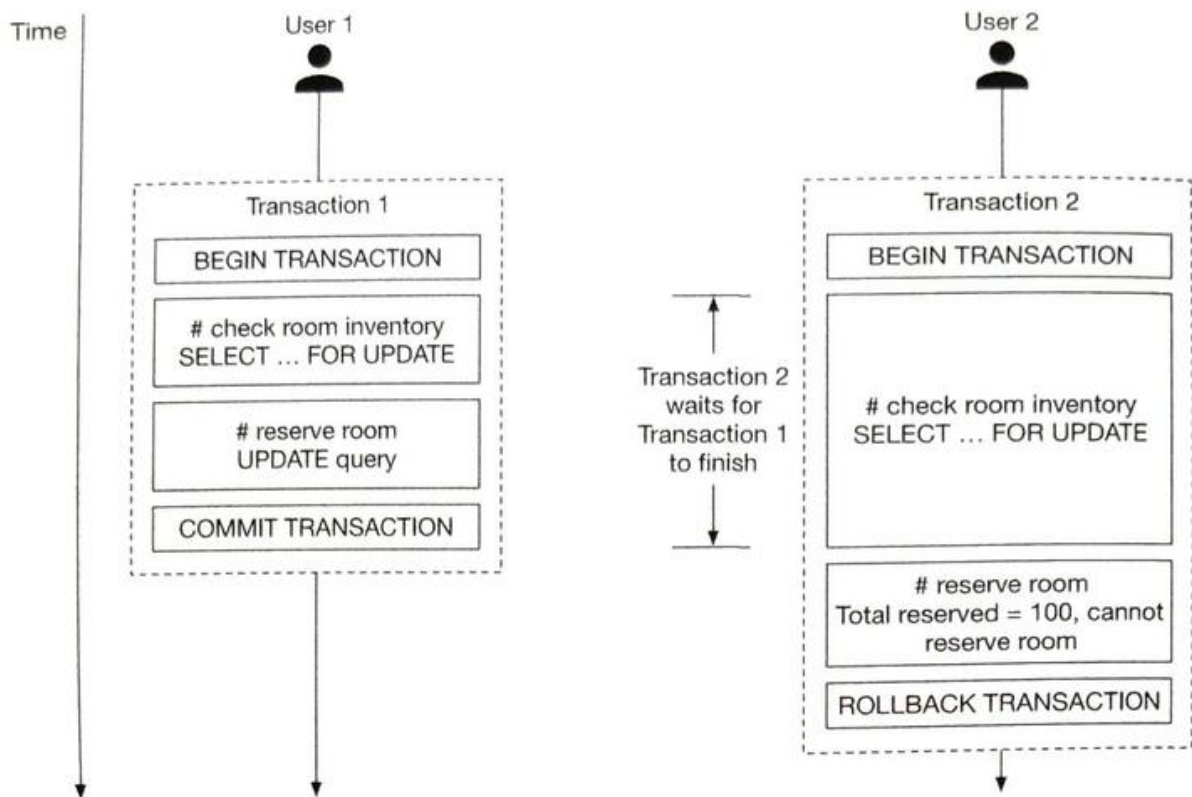 Time
User 1
Transaction 1
BEGIN TRANSACTION
# check room inventory
SELECT ... FOR UPDATE
# reserve room
UPDATE query
COMMIT TRANSACTION
Transaction 2
waits for
Transaction 1
to finish
User 2
Transaction 2
BEGIN TRANSACTION
# check room inventory
SELECT ... FOR UPDATE
# reserve room
Total reserved = 100, cannot
reserve room
ROLLBACK TRANSACTION